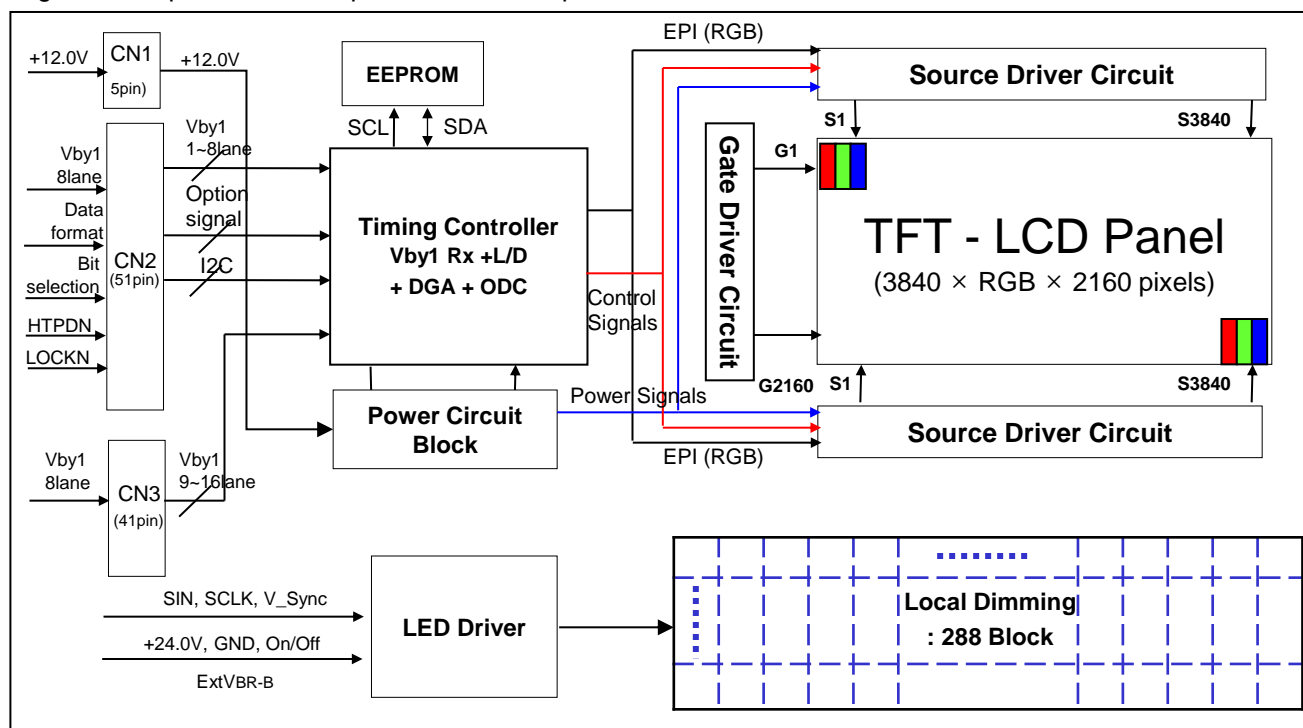 EPI (RGB)
+12.0V
CN1
5pin)
+12.0V
EEPROM
Source Driver Circuit
SCL
SDA
S1
S3840
Vby1
1~8lane
Vby1
8lane
Data
format
Bit
selection
HTPDN
LOCKN
CN2
(51pin)
Option
signal
I2C
Timing Controller
Vby1 Rx +L/D
+ DGA + ODC
Control
Signals
Gate Driver Circuit
G1
G2160
TFT - LCD Panel
(3840 × RGB × 2160 pixels)
S1
S3840
Power Signals
Power Circuit
Block
Source Driver Circuit
EPI (RGB)
Vby1
8lane
CN3
(41pin)
Vby1
9~16lane
SIN, SCLK, V_Sync
+24.0V, GND, On/Off
ExtVBR-B
LED Driver
Local Dimming
: 288 Block